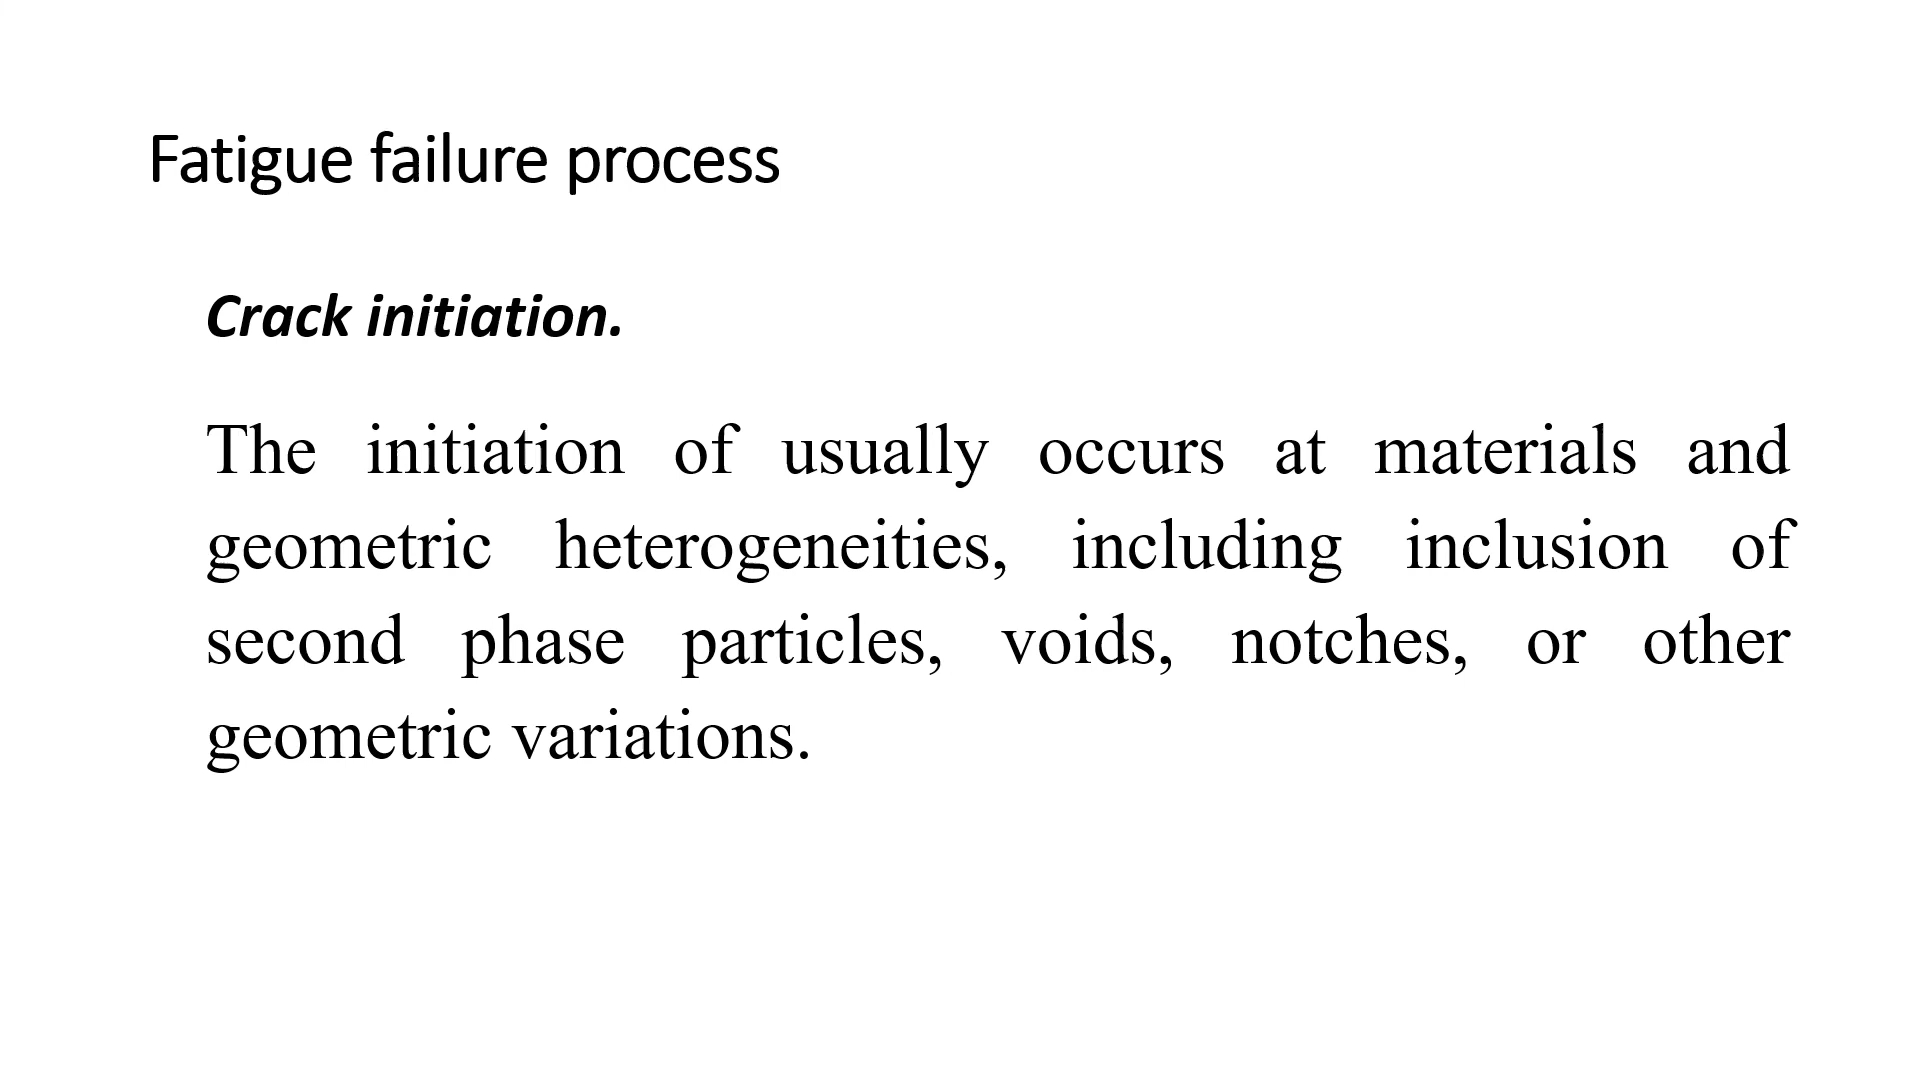 Fatigue failure process
Crack initiation.
The initiation of usually occurs at materials and
geometric heterogeneities, including inclusion of
second phase particles, voids, notches, or other
geometric variations.